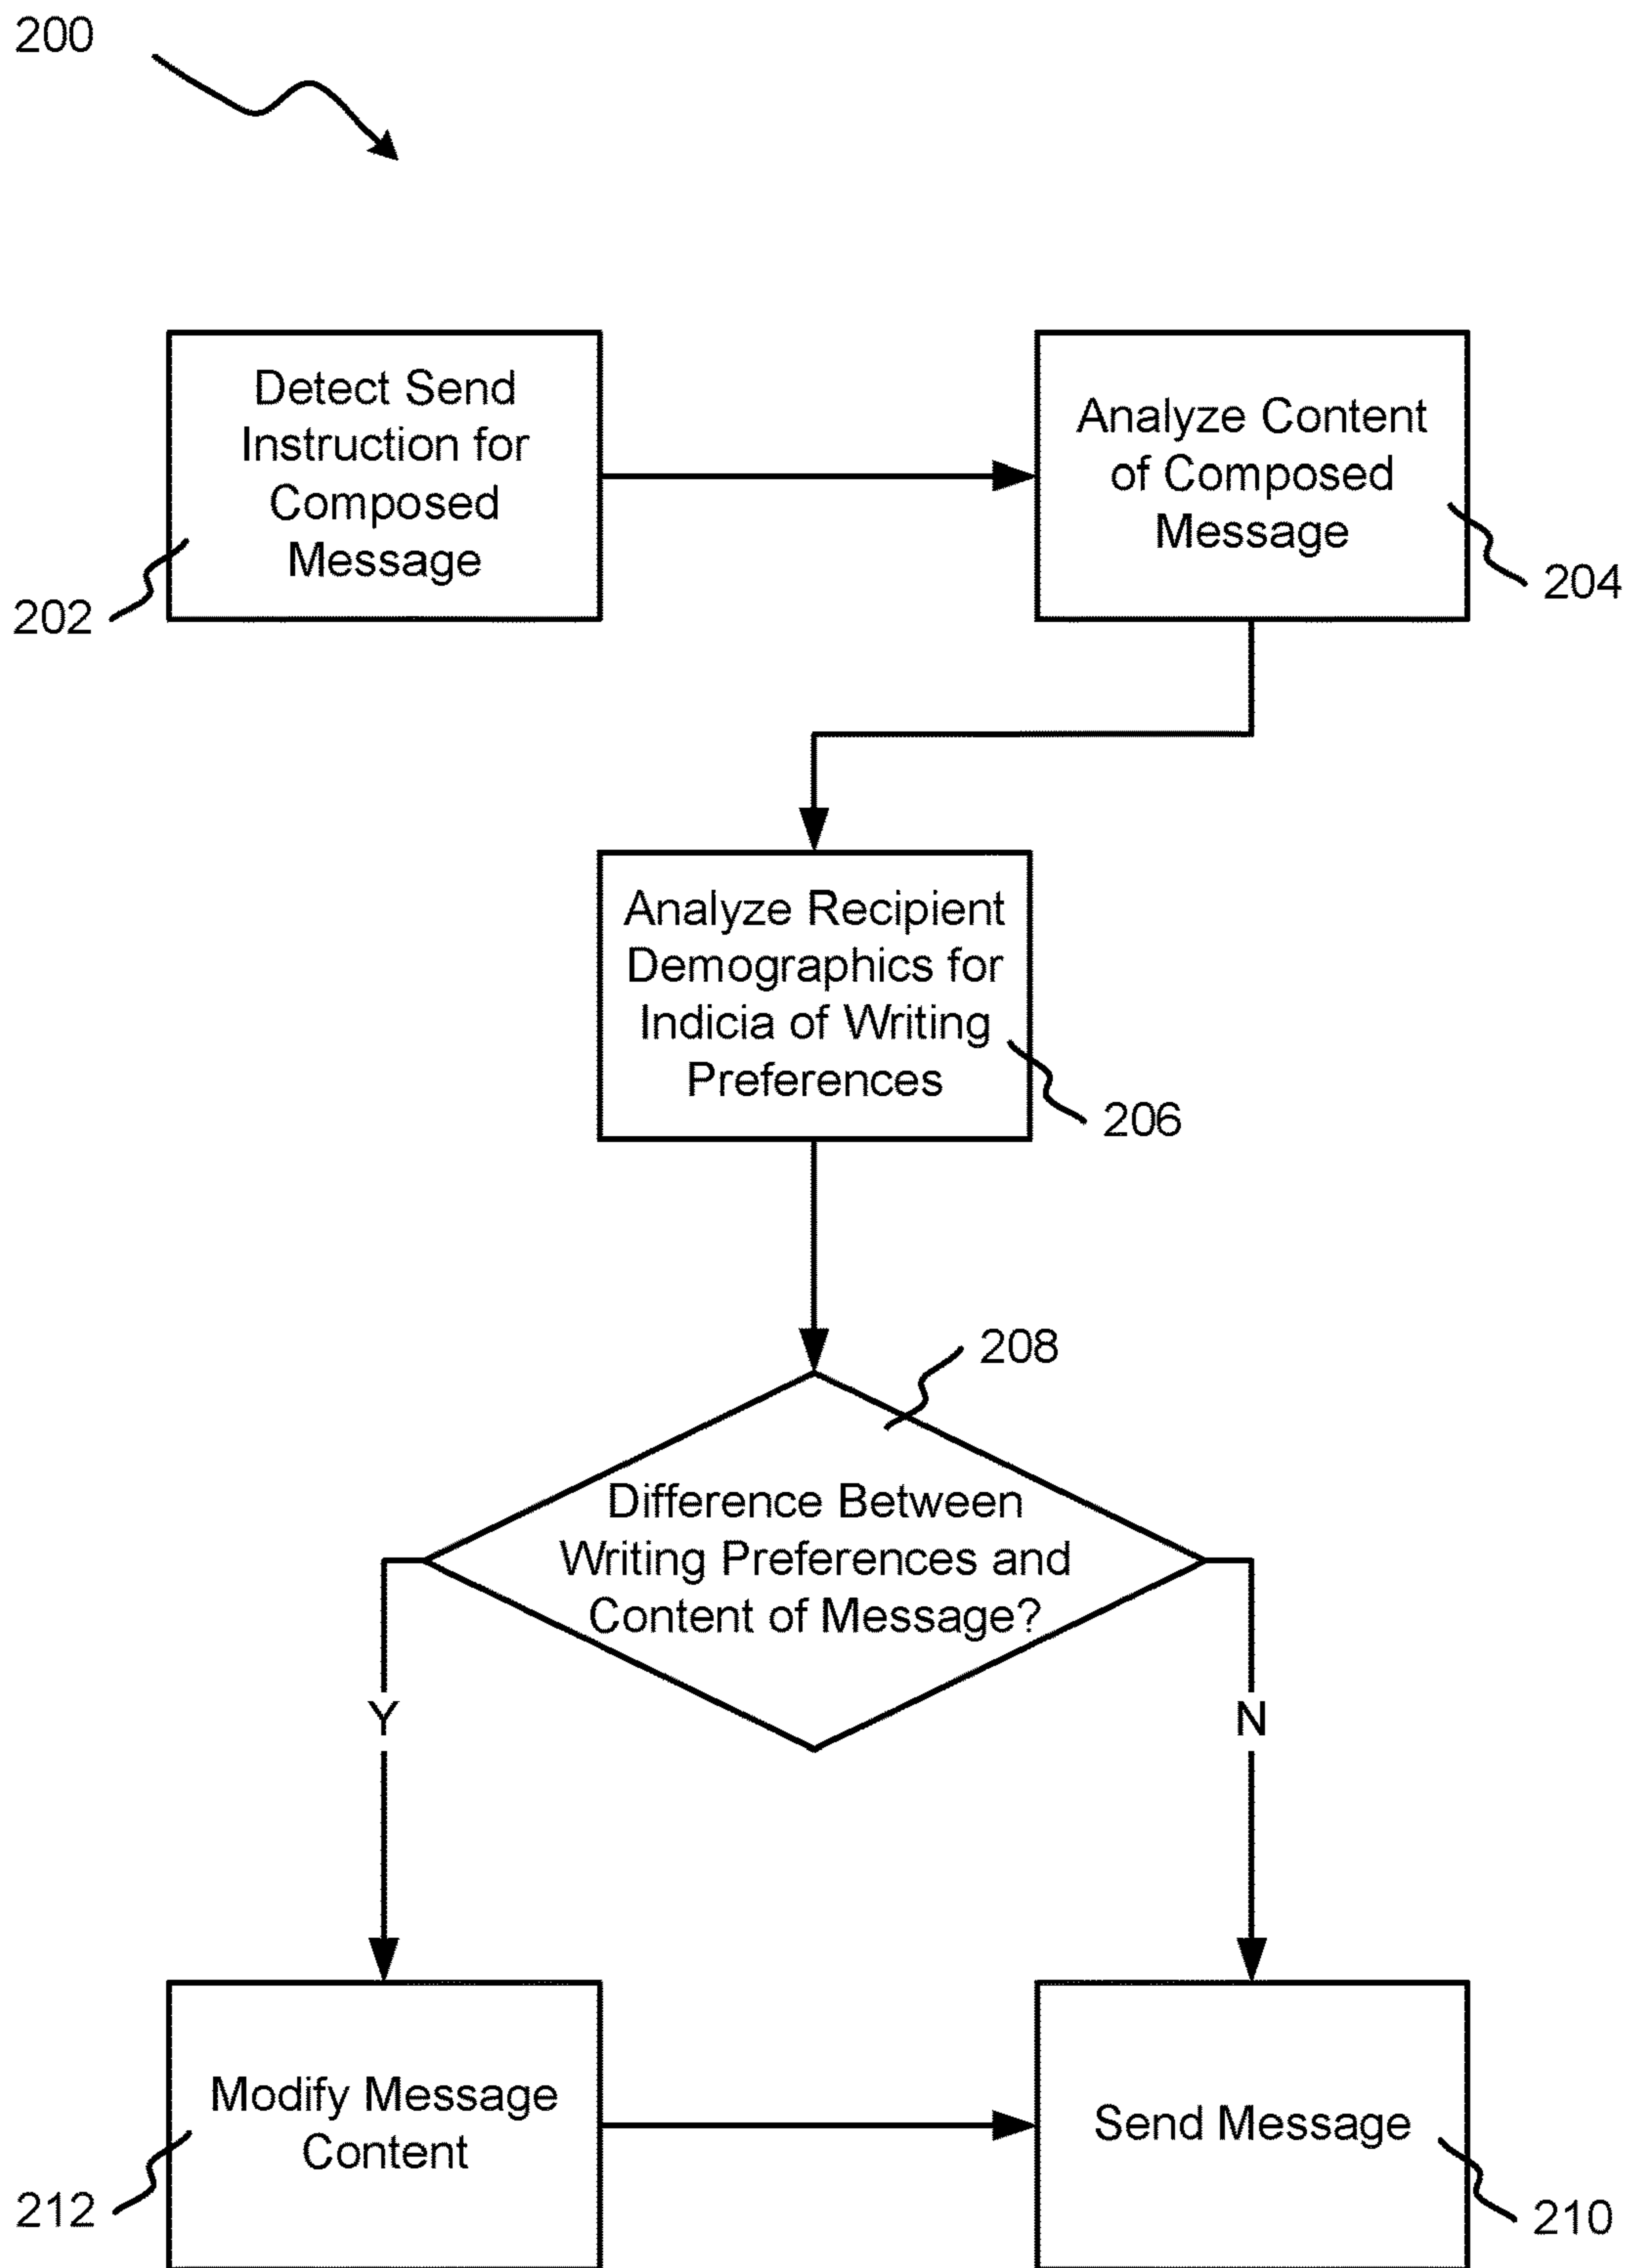 200
Detect Send
Instruction for
Composed
Message
202
Analyze Content
of Composed
Message
204
Analyze Recipient
Demographics for
Indicia of Writing
Preferences
206
208
Difference Between
Writing Preferences and
Content of Message?
Y
N
Modify Message
Content
212
Send Message
210